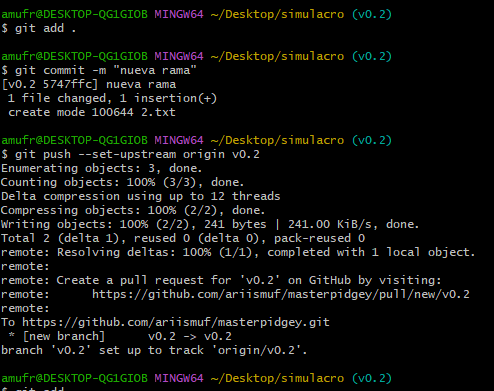 amufr@DESKTOP-QG1GIOB MINGW64 ~/Desktop/simulacro (v0.2)
$ git add .

amufr@DESKTOP-QG1GIOB MINGW64 ~/Desktop/simulacro (v0.2)
$ git commit -m "nueva rama"
[v0.2 5747ffc] nueva rama
 1 file changed, 1 insertion(+)
 create mode 100644 2.txt

amufr@DESKTOP-QG1GIOB MINGW64 ~/Desktop/simulacro (v0.2)
$ git push --set-upstream origin v0.2
Enumerating objects: 3, done.
Counting objects: 100% (3/3), done.
Delta compression using up to 12 threads
Compressing objects: 100% (2/2), done.
Writing objects: 100% (2/2), 241 bytes | 241.00 KiB/s, done.
Total 2 (delta 1), reused 0 (delta 0), pack-reused 0
remote: Resolving deltas: 100% (1/1), completed with 1 local object.
remote:
remote: Create a pull request for 'v0.2' on GitHub by visiting:
remote:      https://github.com/ariismuf/masterpidgey/pull/new/v0.2
remote:
To https://github.com/ariismuf/masterpidgey.git
 * [new branch]      v0.2 -> v0.2
branch 'v0.2' set up to track 'origin/v0.2'.

amufr@DESKTOP-QG1GIOB MINGW64 ~/Desktop/simulacro (v0.2)
$ git add